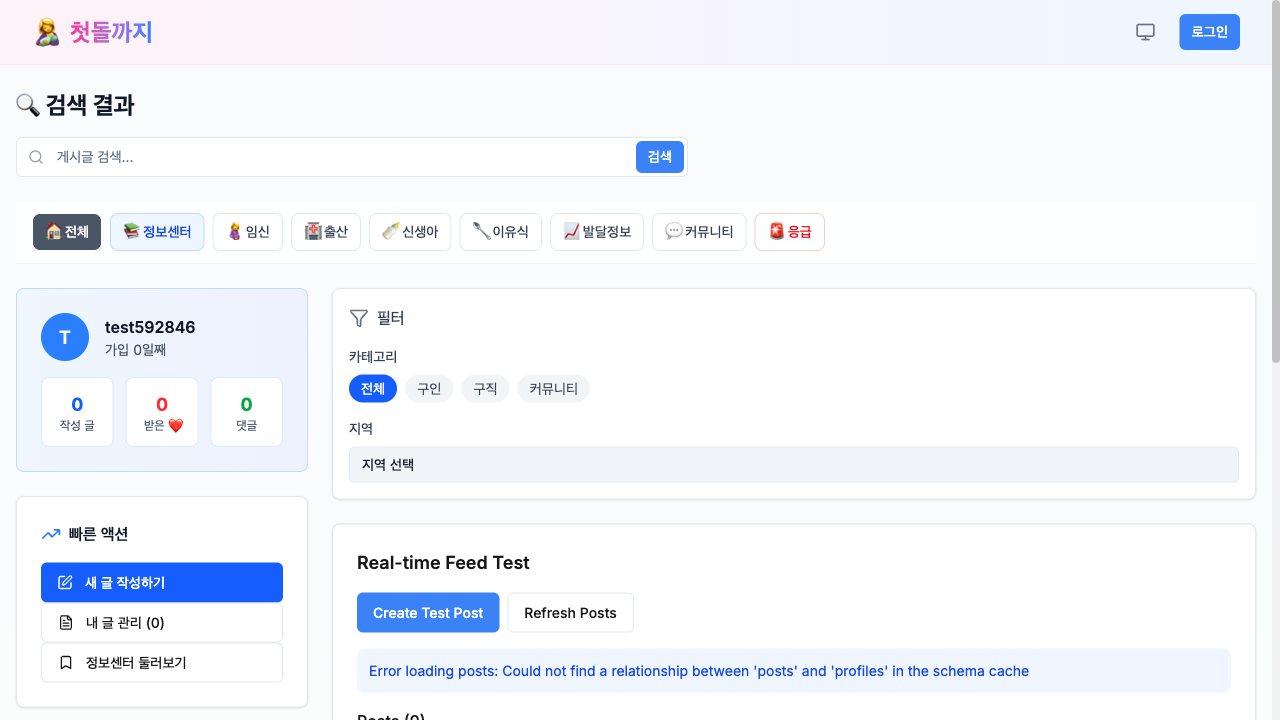 첫돌까지
로그인
🔍 검색 결과
게시글 검색...
검색
🏠 전체
📚 정보센터
🤱 임신
🏥 출산
🍼 신생아
🥄 이유식
📈 발달정보
💬 커뮤니티
🚨 응급
T
test592846
가입 0일째
0
작성 글
0
받은 ❤️
0
댓글
빠른 액션
새 글 작성하기
내 글 관리 (0)
정보센터 둘러보기
필터
카테고리
전체
구인
구직
커뮤니티
지역
지역 선택
Real-time Feed Test
Create Test Post
Refresh Posts
Error loading posts: Could not find a relationship between 'posts' and 'profiles' in the schema cache
Posts (0)